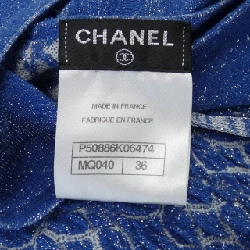 CHANEL
MADE IN FRANCE
FABRIQUE EN FRANCE
P50886K06474
MQ040 36